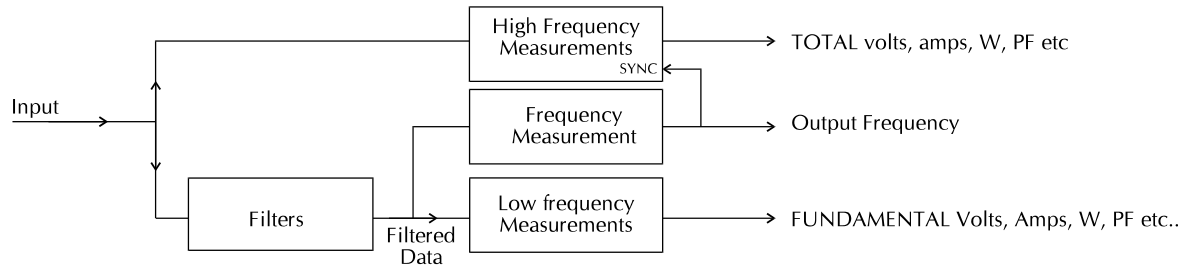 High Frequency
Measurements
SYNC
TOTAL volts, amps, W, PF etc
Input
Frequency
Measurement
Output Frequency
Filters
Filtered
Data
Low frequency
Measurements
FUNDAMENTAL Volts, Amps, W, PF etc..